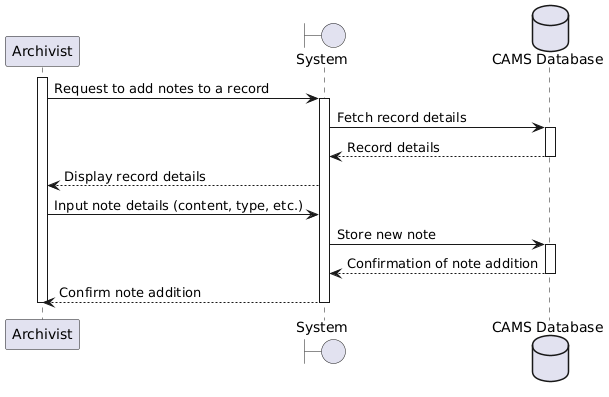 Archivist
System
CAMS Database
Request to add notes to a record
Fetch record details
Record details
Display record details
Input note details (content, type, etc.)
Store new note
Confirmation of note addition
Confirm note addition
Archivist
System
CAMS Database